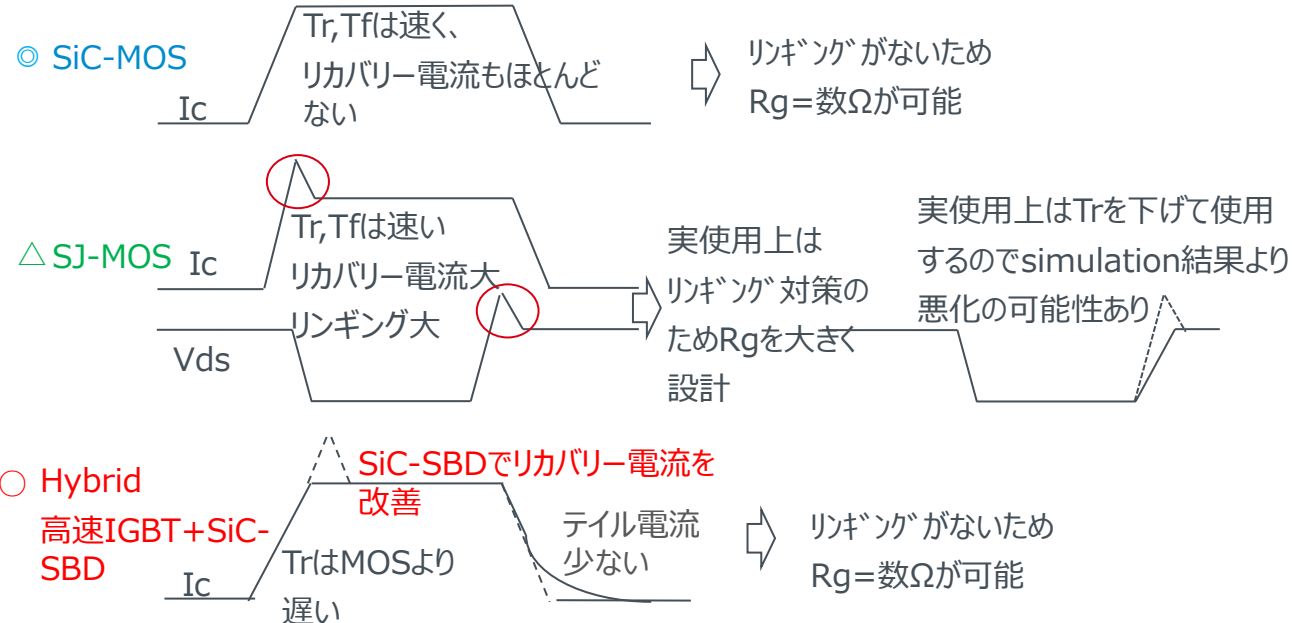 ◎ SiC-MOS
Ic
Tr,Tfは速く、
リカバリー電流もほとんど
ない
ﾘﾝｷﾞﾝｸﾞがないため
Rg=数Ωが可能
△SJ-MOS
Ic
Vds
Tr,Tfは速い
リカバリー電流大
リンギング大
実使用上は
ﾘﾝｷﾞﾝｸﾞ対策の
ためRgを大きく
設計
実使用上はTrを下げて使用
するのでsimulation結果より
悪化の可能性あり
○ Hybrid
高速IGBT+SiC-
SBD
Ic
SiC-SBDでリカバリー電流を
改善
TrはMOSより
遅い
テイル電流
少ない
ﾘﾝｷﾞﾝｸﾞがないため
Rg=数Ωが可能